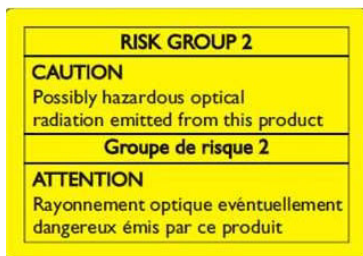 RISK GROUP 2
CAUTION
Possibly hazardous optical
radiation emitted from this product
Groupe de risque 2
ATTENTION
Rayonnement optique evéntuellement
dangereux émis par ce produit